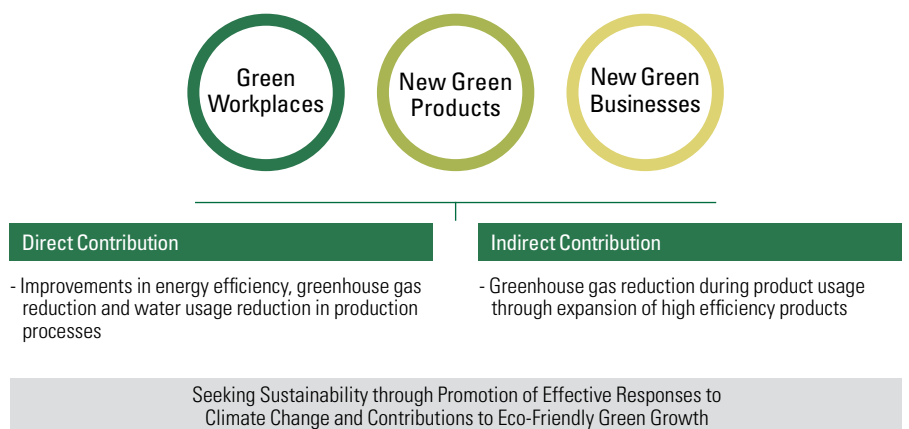 Green
Workplaces
New Green
Products
New Green
Businesses
Direct Contribution
- Improvements in energy efficiency, greenhouse gas
reduction and water usage reduction in production
processes
Indirect Contribution
- Greenhouse gas reduction during product usage
through expansion of high efficiency products
Seeking Sustainability through Promotion of Effective Responses to
Climate Change and Contributions to Eco-Friendly Green Growth